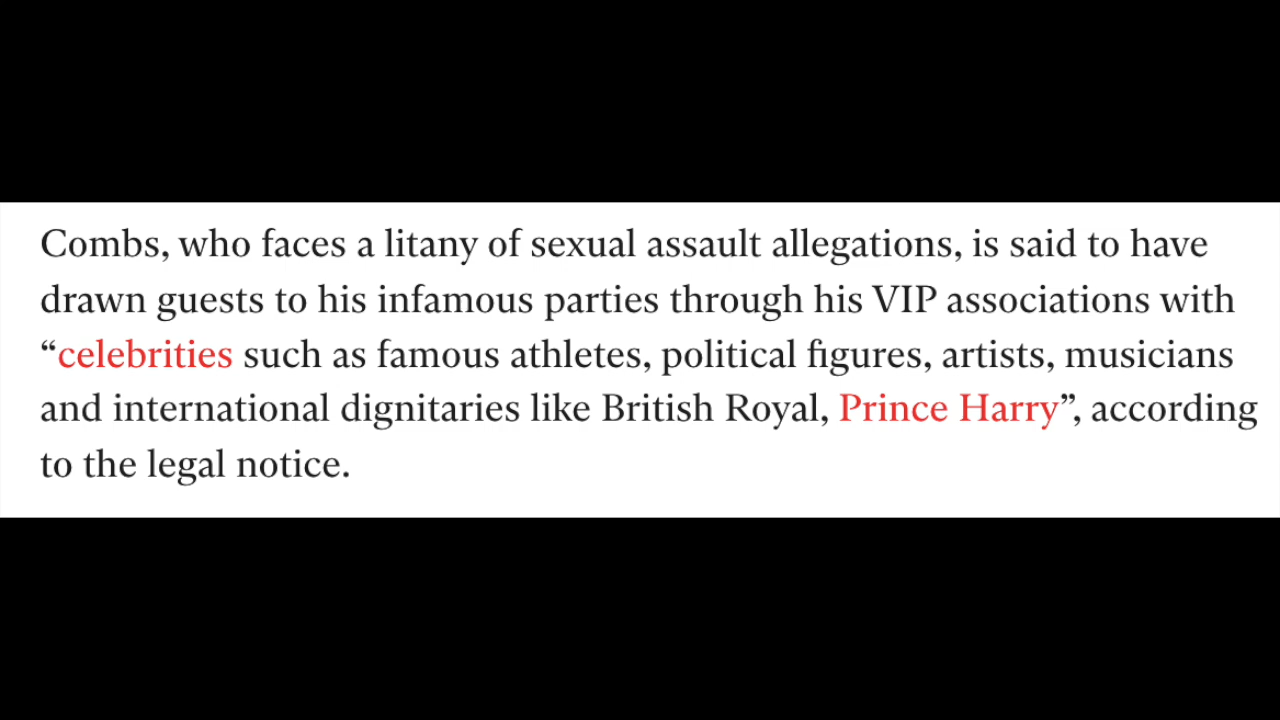 Combs, who faces a litany of sexual assault allegations, is said to have
drawn guests to his infamous parties through his VIP associations with
“celebrities such as famous athletes, political figures, artists, musicians
and international dignitaries like British Royal, Prince Harry”, according
to the legal notice.